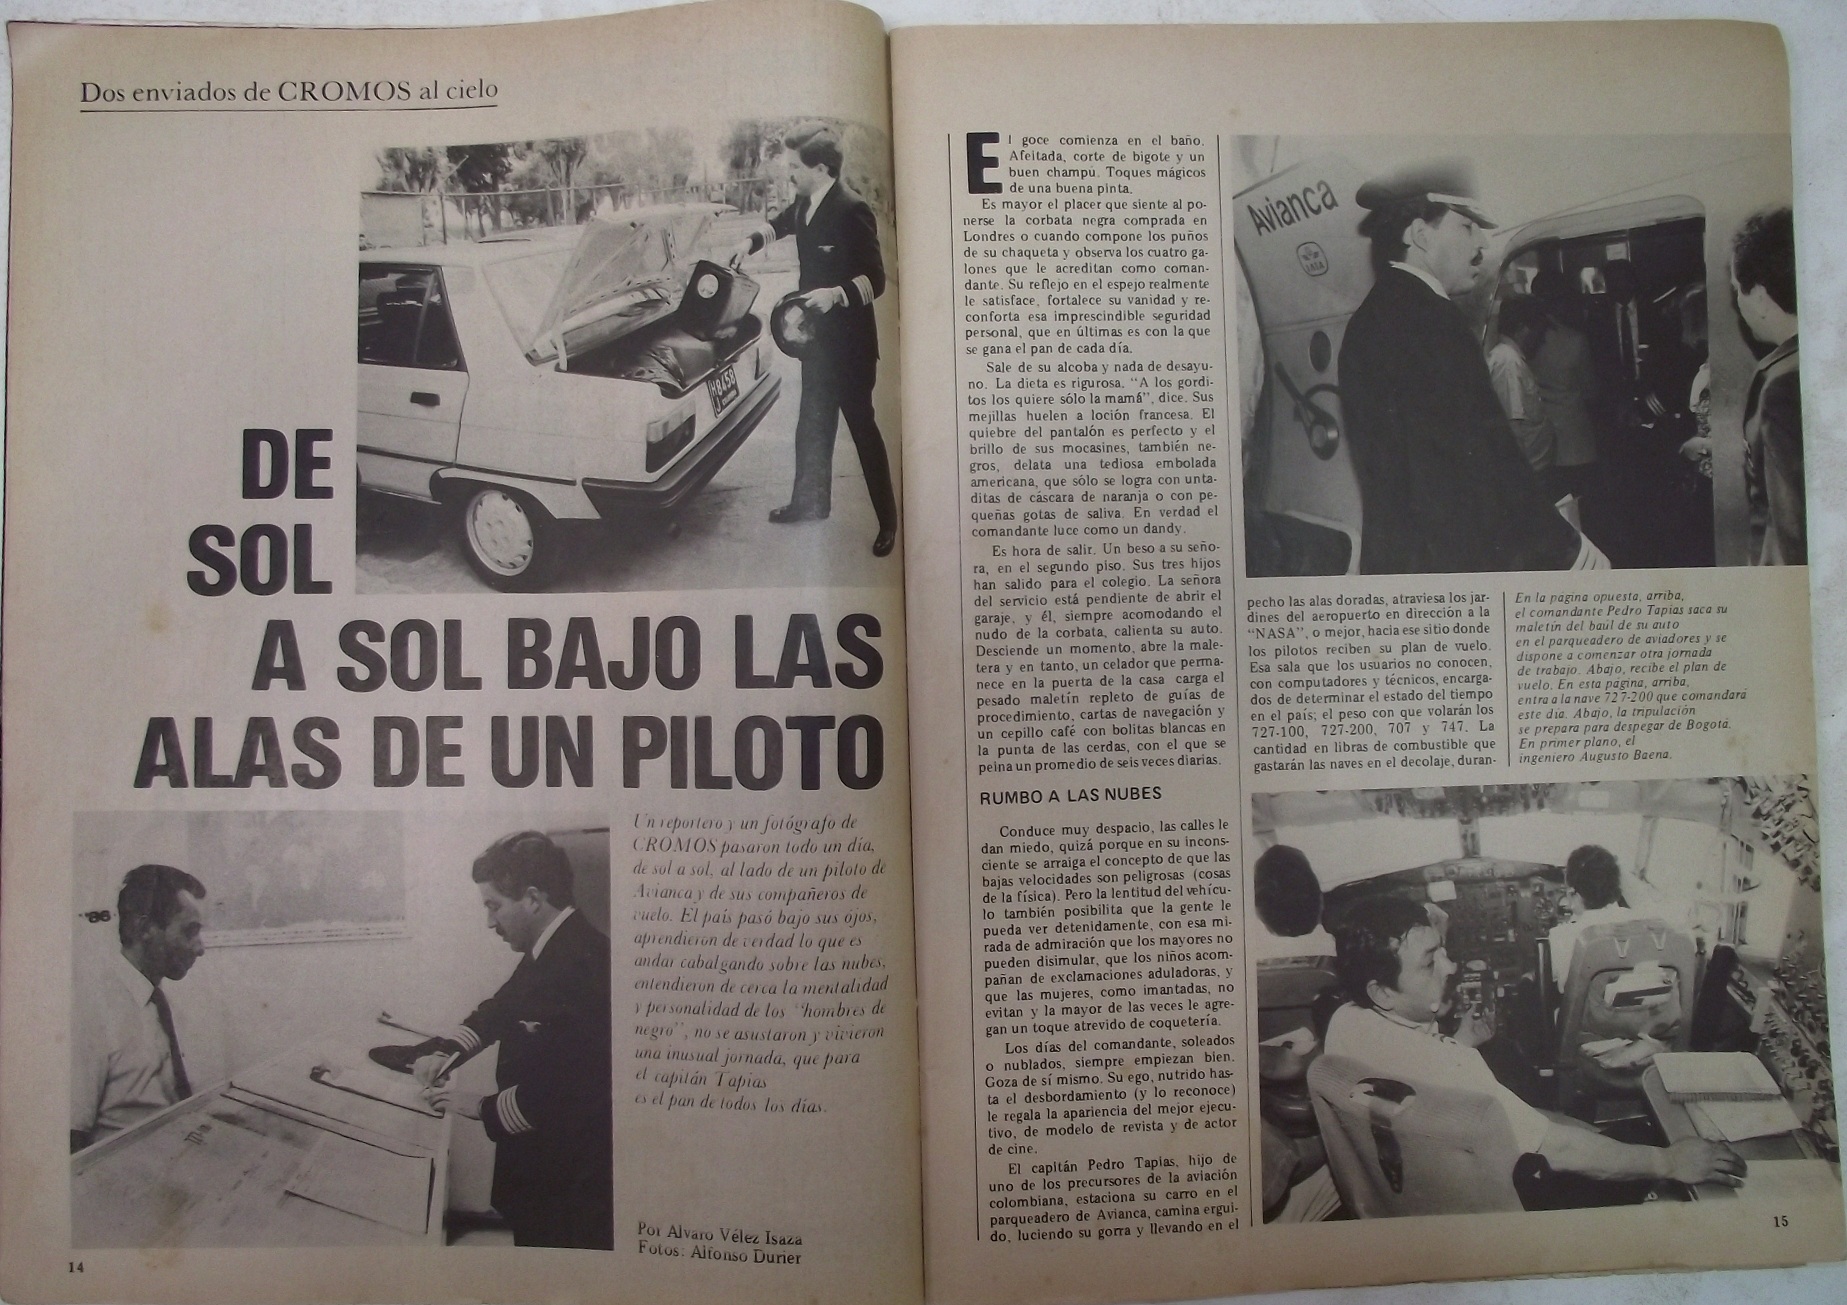 Dos enviados de CROMOS al cielo
8458
DE
SOL
A SOL BAJO LAS
ALAS DE UN PILOTO
'86
Un reportero y un fotógrafo de
CROMOS pasaron todo un día,
de sol a sol, al lado de un piloto de
Avianca y de sus compañeros de
vuelo. El país pasó bajo sus ojos,
aprendieron de verdad lo que es
andar cabalgando sobre las nubes,
entendieron de cerca la mentalidad
y personalidad de los "hombres de
negro", no se asustaron y vivieron
una inusual jornada, que para
el capitán Tapias
es el pan de todos los días.
Por Alvaro Vélez Isaza
Fotos: Alfonso Durier
14
El goce comienza en el baño.
Afeitada, corte de bigote y un
buen champú. Toques mágicos
de una buena pinta.
Es mayor el placer que siente al po-
nerse la corbata negra comprada en
Londres o cuando compone los puños
de su chaqueta y observa los cuatro ga-
lones que le acreditan como coman-
dante. Su reflejo en el espejo realmente
le satisface, fortalece su vanidad y re-
conforta esa imprescindible seguridad
personal, que en últimas es con la que
se gana el pan de cada día.
Sale de su alcoba y nada de desayu-
no. La dieta es rigurosa. "A los gordi-
tos los quiere sólo la mamá", dice. Sus
mejillas huelen a loción francesa. El
quiebre del pantalón es perfecto y el
brillo de sus mocasines, también ne-
gros, delata una tediosa embolada
americana, que sólo se logra con unta-
ditas de cáscara de naranja o con pe-
queñas gotas de saliva. En verdad el
comandante luce como un dandy.
Es hora de salir. Un beso a su seño-
ra, en el segundo piso. Sus tres hijos
han salido para el colegio. La señora
del servicio está pendiente de abrir el
garaje, y él, siempre acomodando el
nudo de la corbata, calienta su auto.
Desciende un momento, abre la male-
tera y en tanto, un celador que perma-
nece en la puerta de la casa carga el
pesado maletín repleto de guías de
procedimiento, cartas de navegación y
un cepillo café con bolitas blancas en
la punta de las cerdas, con el que se
peina un promedio de seis veces diarias.
RUMBO A LAS NUBES
Conduce muy despacio, las calles le
dan miedo, quizá porque en su incons-
ciente se arraiga el concepto de que las
bajas velocidades son peligrosas (cosas
de la física). Pero la lentitud del vehícu-
lo también posibilita que la gente le
pueda ver detenidamente, con esa mi-
rada de admiración que los mayores no
pueden disimular, que los niños acom-
pañan de exclamaciones aduladoras, y
que las mujeres, como imantadas, no
evitan y la mayor de las veces le agre-
gan un toque atrevido de coquetería.
Los días del comandante, soleados
o nublados, siempre empiezan bien.
Goza de sí mismo. Su ego, nutrido has-
ta el desbordamiento (y lo reconoce)
le regala la apariencia del mejor ejecu-
tivo, de modelo de revista y de actor
de cine.
El capitán Pedro Tapias, hijo de
uno de los precursores de la aviación
colombiana, estaciona su carro en el
parqueadero de Avianca, camina ergui-
do, luciendo su gorra y llevando en el
Avianca
pecho las alas doradas, atraviesa los jar-
dines del aeropuerto en dirección a la
"NASA", o mejor, hacia ese sitio donde
los pilotos reciben su plan de vuelo.
Esa sala que los usuarios no conocen,
con computadores y técnicos, encarga-
dos de determinar el estado del tiempo
en el país; el peso con que volarán los
727-100, 727-200, 707 y 747. La
cantidad en libras de combustible que
gastarán las naves en el decolaje, duran-
En la página opuesta, arriba,
el comandante Pedro Tapias saca su
maletín del baúl de su auto
en el parqueadero de aviadores y se
dispone a comenzar otra jornada
de trabajo. Abajo, recibe el plan de
vuelo. En esta página, arriba,
entra a la nave 727-200 que comandará
este día. Abajo, la tripulación
se prepara para despegar de Bogotá.
En primer plano, el
ingeniero Augusto Baena.
15